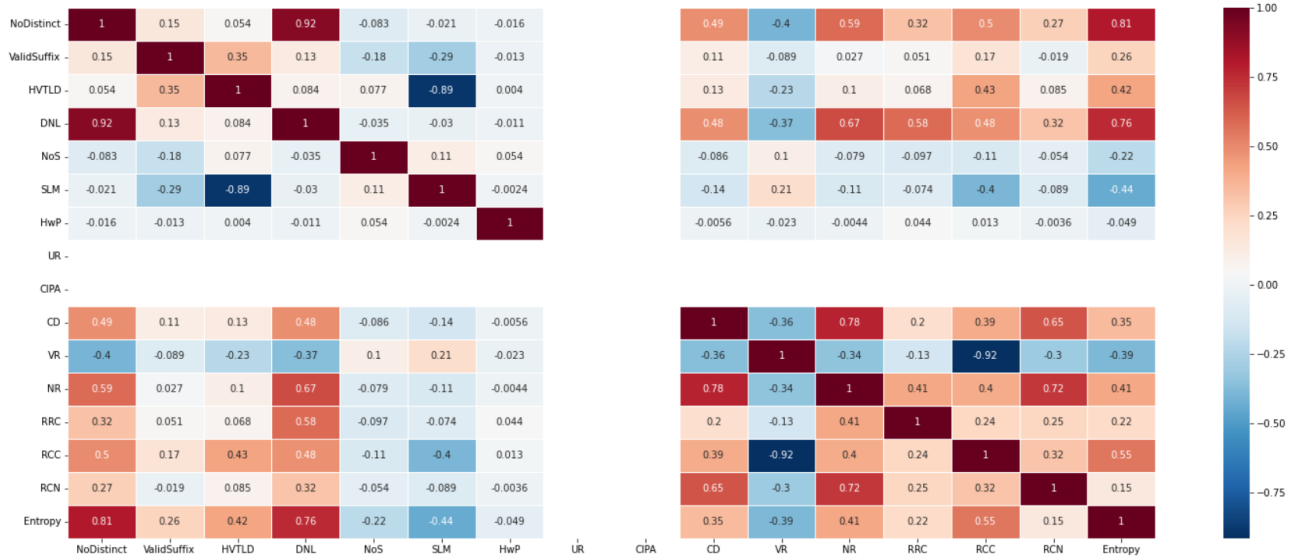 NoDistinct 1 0.15 0.054 0.92 -0.083 -0.021 -0.016 0.49 -0.4 0.59 0.32 0.5 0.27 0.81 1.00
ValidSuffix 0.15 1 0.35 0.13 -0.18 -0.29 -0.013 0.11 -0.089 0.027 0.051 0.17 -0.019 0.26
HVTLD 0.054 0.35 1 0.084 0.077 -0.89 0.004 0.13 -0.23 0.1 0.068 0.43 0.085 0.42 0.75
DNL 0.92 0.13 0.084 1 -0.035 -0.03 -0.011 0.48 -0.37 0.67 0.58 0.48 0.32 0.76
0.50
NoS -0.083 -0.18 0.077 -0.035 1 0.11 0.054 -0.086 0.1 -0.079 -0.097 -0.11 -0.054 -0.22
SLM -0.021 -0.29 -0.89 -0.03 0.11 1 -0.0024 -0.14 0.21 -0.11 -0.074 -0.4 -0.089 -0.44
0.25
HwP -0.016 -0.013 0.004 -0.011 0.054 -0.0024 1 -0.0056 -0.023 -0.0044 0.044 0.013 -0.0036 -0.049
UR
0.00
CIPA
CD 0.49 0.11 0.13 0.48 -0.086 -0.14 -0.0056 1 -0.36 0.78 0.2 0.39 0.65 0.35
VR -0.4 -0.089 -0.23 -0.37 0.1 0.21 -0.023 -0.36 1 -0.34 -0.13 -0.92 -0.3 -0.39 -0.25
NR 0.59 0.027 0.1 0.67 -0.079 -0.11 -0.0044 0.78 -0.34 1 0.41 0.4 0.72 0.41
RRC 0.32 0.051 0.068 0.58 -0.097 -0.074 0.044 0.2 -0.13 0.41 1 0.24 0.25 0.22 -0.50
RCC 0.5 0.17 0.43 0.48 -0.11 -0.4 0.013 0.39 -0.92 0.4 0.24 1 0.32 0.55
RCN 0.27 -0.019 0.085 0.32 -0.054 -0.089 -0.0036 0.65 -0.3 0.72 0.25 0.32 1 0.15 -0.75
Entropy 0.81 0.26 0.42 0.76 -0.22 -0.44 -0.049 0.35 -0.39 0.41 0.22 0.55 0.15 1
NoDistinct ValidSuffix HVTLD DNL NoS SLM HwP UR CIPA CD VR NR RRC RCC RCN Entropy